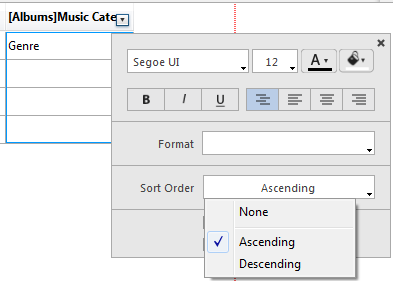 [Albums]Music Cate
Genre
Segoe UI
12
A
B I U
Format
Sort Order
Ascending
None
Ascending
Descending